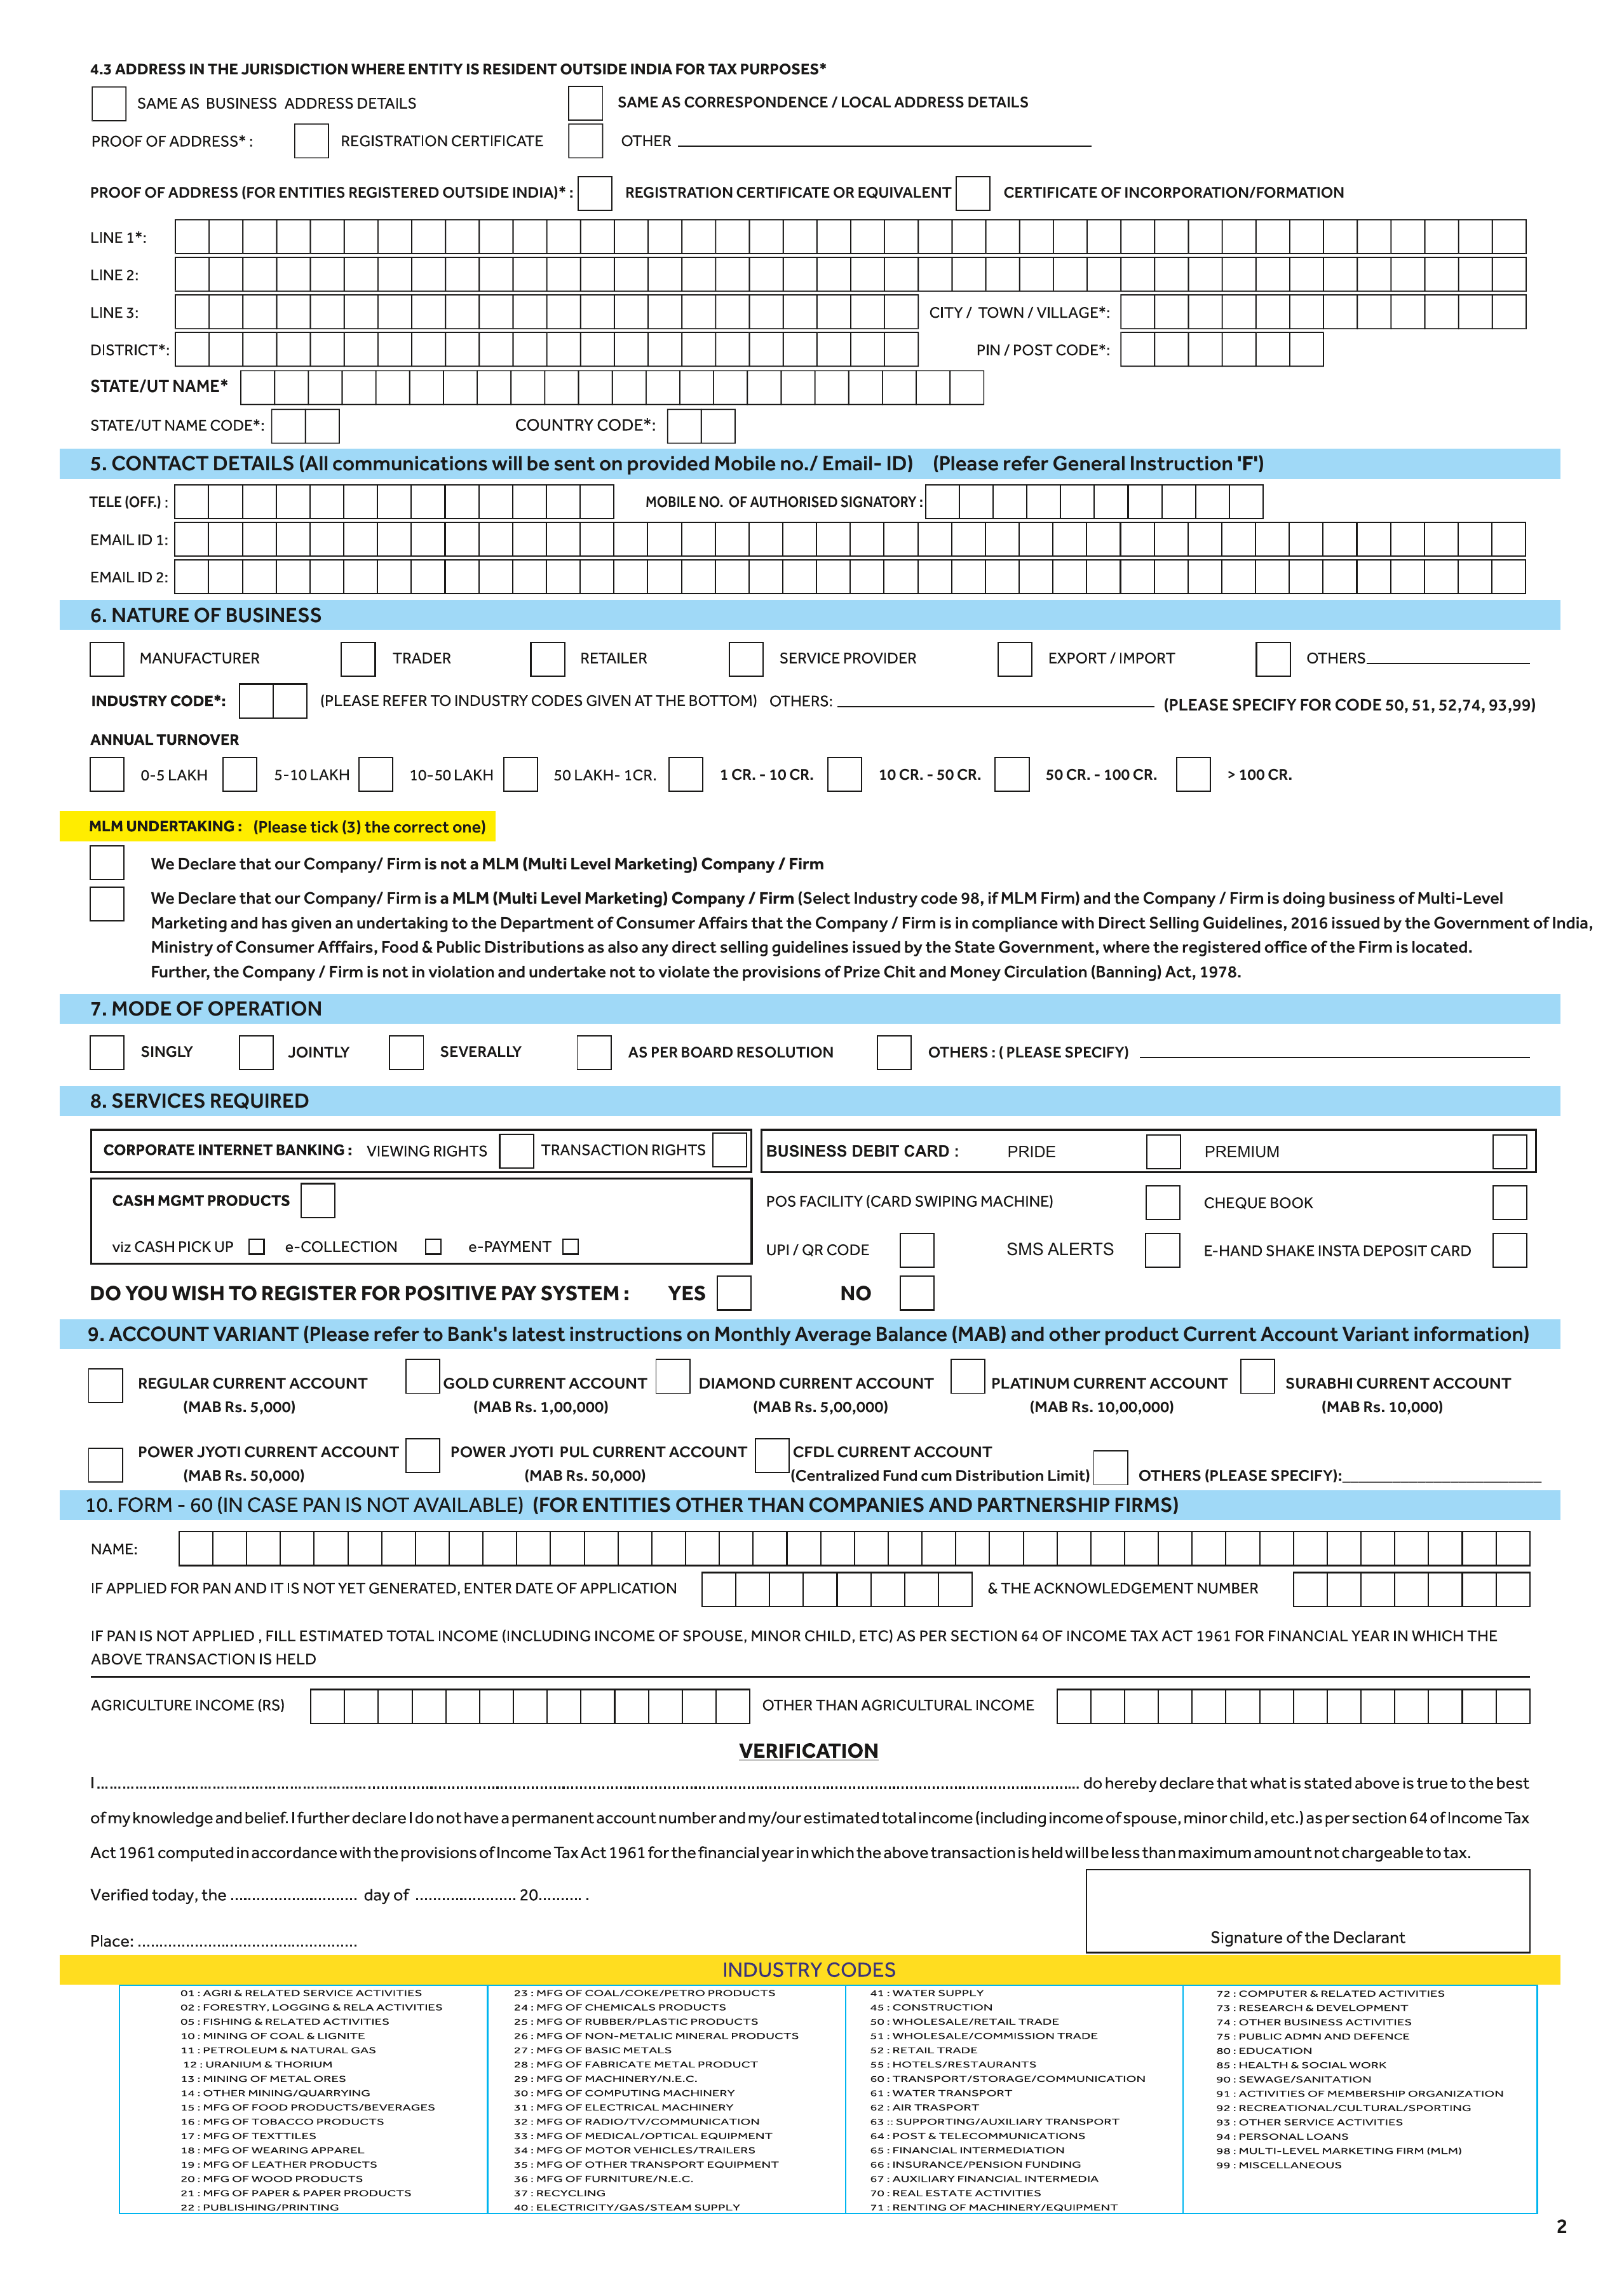 4.3 ADDRESS IN THE JURISDICTION WHERE ENTITY IS RESIDENT OUTSIDE INDIA FOR TAX PURPOSES*
SAME AS BUSINESS ADDRESS DETAILS SAME AS CORRESPONDENCE / LOCAL ADDRESS DETAILS
PROOF OF ADDRESS* : REGISTRATION CERTIFICATE OTHER
PROOF OF ADDRESS (FOR ENTITIES REGISTERED OUTSIDE INDIA)* : REGISTRATION CERTIFICATE OR EQUIVALENT CERTIFICATE OF INCORPORATION/FORMATION
LINE 1*:
LINE 2:
LINE 3: CITY / TOWN / VILLAGE*:
DISTRICT*: PIN / POST CODE*:
STATE/UT NAME*
STATE/UT NAME CODE*: COUNTRY CODE*:
5. CONTACT DETAILS (All communications will be sent on provided Mobile no./ Email- ID) (Please refer General Instruction 'F')
TELE (OFF.) : MOBILE NO. OF AUTHORISED SIGNATORY :
EMAIL ID 1:
EMAIL ID 2:
6. NATURE OF BUSINESS
MANUFACTURER TRADER RETAILER SERVICE PROVIDER EXPORT / IMPORT OTHERS
INDUSTRY CODE*: (PLEASE REFER TO INDUSTRY CODES GIVEN AT THE BOTTOM) OTHERS: (PLEASE SPECIFY FOR CODE 50, 51, 52,74, 93,99)
ANNUAL TURNOVER
0-5 LAKH 5-10 LAKH 10-50 LAKH 50 LAKH- 1CR. 1 CR. - 10 CR. 10 CR. - 50 CR. 50 CR. - 100 CR. > 100 CR.
MLM UNDERTAKING : (Please tick (3) the correct one)
We Declare that our Company/ Firm is not a MLM (Multi Level Marketing) Company / Firm
We Declare that our Company/ Firm is a MLM (Multi Level Marketing) Company / Firm (Select Industry code 98, if MLM Firm) and the Company / Firm is doing business of Multi-Level
Marketing and has given an undertaking to the Department of Consumer Affairs that the Company / Firm is in compliance with Direct Selling Guidelines, 2016 issued by the Government of India,
Ministry of Consumer Afffairs, Food & Public Distributions as also any direct selling guidelines issued by the State Government, where the registered office of the Firm is located.
Further, the Company / Firm is not in violation and undertake not to violate the provisions of Prize Chit and Money Circulation (Banning) Act, 1978.
7. MODE OF OPERATION
SINGLY JOINTLY SEVERALLY AS PER BOARD RESOLUTION OTHERS : ( PLEASE SPECIFY)
8. SERVICES REQUIRED
CORPORATE INTERNET BANKING : VIEWING RIGHTS TRANSACTION RIGHTS BUSINESS DEBIT CARD : PRIDE PREMIUM
CASH MGMT PRODUCTS POS FACILITY (CARD SWIPING MACHINE) CHEQUE BOOK
viz CASH PICK UP e-COLLECTION e-PAYMENT UPI / QR CODE SMS ALERTS E-HAND SHAKE INSTA DEPOSIT CARD
DO YOU WISH TO REGISTER FOR POSITIVE PAY SYSTEM : YES NO
9. ACCOUNT VARIANT (Please refer to Bank's latest instructions on Monthly Average Balance (MAB) and other product Current Account Variant information)
REGULAR CURRENT ACCOUNT GOLD CURRENT ACCOUNT DIAMOND CURRENT ACCOUNT PLATINUM CURRENT ACCOUNT SURABHI CURRENT ACCOUNT
(MAB Rs. 5,000) (MAB Rs. 1,00,000) (MAB Rs. 5,00,000) (MAB Rs. 10,00,000) (MAB Rs. 10,000)
POWER JYOTI CURRENT ACCOUNT POWER JYOTI PUL CURRENT ACCOUNT CFDL CURRENT ACCOUNT
(MAB Rs. 50,000) (MAB Rs. 50,000) (Centralized Fund cum Distribution Limit) OTHERS (PLEASE SPECIFY):
10. FORM - 60 (IN CASE PAN IS NOT AVAILABLE) (FOR ENTITIES OTHER THAN COMPANIES AND PARTNERSHIP FIRMS)
NAME:
IF APPLIED FOR PAN AND IT IS NOT YET GENERATED, ENTER DATE OF APPLICATION & THE ACKNOWLEDGEMENT NUMBER
IF PAN IS NOT APPLIED , FILL ESTIMATED TOTAL INCOME (INCLUDING INCOME OF SPOUSE, MINOR CHILD, ETC) AS PER SECTION 64 OF INCOME TAX ACT 1961 FOR FINANCIAL YEAR IN WHICH THE
ABOVE TRANSACTION IS HELD
AGRICULTURE INCOME (RS) OTHER THAN AGRICULTURAL INCOME
VERIFICATION
I ........................................ do hereby declare that what is stated above is true to the best
of my knowledge and belief. I further declare I do not have a permanent account number and my/our estimated total income (including income of spouse, minor child, etc.) as per section 64 of Income Tax
Act 1961 computed in accordance with the provisions of Income Tax Act 1961 for the financial year in which the above transaction is held will be less than maximum amount not chargeable to tax.
Verified today, the ............................. day of ....................... 20.......... .
Place: ..................................................
Signature of the Declarant
INDUSTRY CODES
01 : AGRI & RELATED SERVICE ACTIVITIES
02 : FORESTRY, LOGGING & RELA ACTIVITIES
05 : FISHING & RELATED ACTIVITIES
10 : MINING OF COAL & LIGNITE
11 : PETROLEUM & NATURAL GAS
12 : URANIUM & THORIUM
13 : MINING OF METAL ORES
14 : OTHER MINING/QUARRYING
15 : MFG OF FOOD PRODUCTS/BEVERAGES
16 : MFG OF TOBACCO PRODUCTS
17 : MFG OF TEXTTILES
18 : MFG OF WEARING APPAREL
19 : MFG OF LEATHER PRODUCTS
20 : MFG OF WOOD PRODUCTS
21 : MFG OF PAPER & PAPER PRODUCTS
22 : PUBLISHING/PRINTING
23 : MFG OF COAL/COKE/PETRO PRODUCTS
24 : MFG OF CHEMICALS PRODUCTS
25 : MFG OF RUBBER/PLASTIC PRODUCTS
26 : MFG OF NON-METALIC MINERAL PRODUCTS
27 : MFG OF BASIC METALS
28 : MFG OF FABRICATE METAL PRODUCT
29 : MFG OF MACHINERY/N.E.C.
30 : MFG OF COMPUTING MACHINERY
31 : MFG OF ELECTRICAL MACHINERY
32 : MFG OF RADIO/TV/COMMUNICATION
33 : MFG OF MEDICAL/OPTICAL EQUIPMENT
34 : MFG OF MOTOR VEHICLES/TRAILERS
35 : MFG OF OTHER TRANSPORT EQUIPMENT
36 : MFG OF FURNITURE/N.E.C.
37 : RECYCLING
40 : ELECTRICITY/GAS/STEAM SUPPLY
41 : WATER SUPPLY
45 : CONSTRUCTION
50 : WHOLESALE/RETAIL TRADE
51 : WHOLESALE/COMMISSION TRADE
52 : RETAIL TRADE
55 : HOTELS/RESTAURANTS
60 : TRANSPORT/STORAGE/COMMUNICATION
61 : WATER TRANSPORT
62 : AIR TRASPORT
63 :: SUPPORTING/AUXILIARY TRANSPORT
64 : POST & TELECOMMUNICATIONS
65 : FINANCIAL INTERMEDIATION
66 : INSURANCE/PENSION FUNDING
67 : AUXILIARY FINANCIAL INTERMEDIA
70 : REAL ESTATE ACTIVITIES
71 : RENTING OF MACHINERY/EQUIPMENT
72 : COMPUTER & RELATED ACTIVITIES
73 : RESEARCH & DEVELOPMENT
74 : OTHER BUSINESS ACTIVITIES
75 : PUBLIC ADMN AND DEFENCE
80 : EDUCATION
85 : HEALTH & SOCIAL WORK
90 : SEWAGE/SANITATION
91 : ACTIVITIES OF MEMBERSHIP ORGANIZATION
92 : RECREATIONAL/CULTURAL/SPORTING
93 : OTHER SERVICE ACTIVITIES
94 : PERSONAL LOANS
98 : MULTI-LEVEL MARKETING FIRM (MLM)
99 : MISCELLANEOUS
2